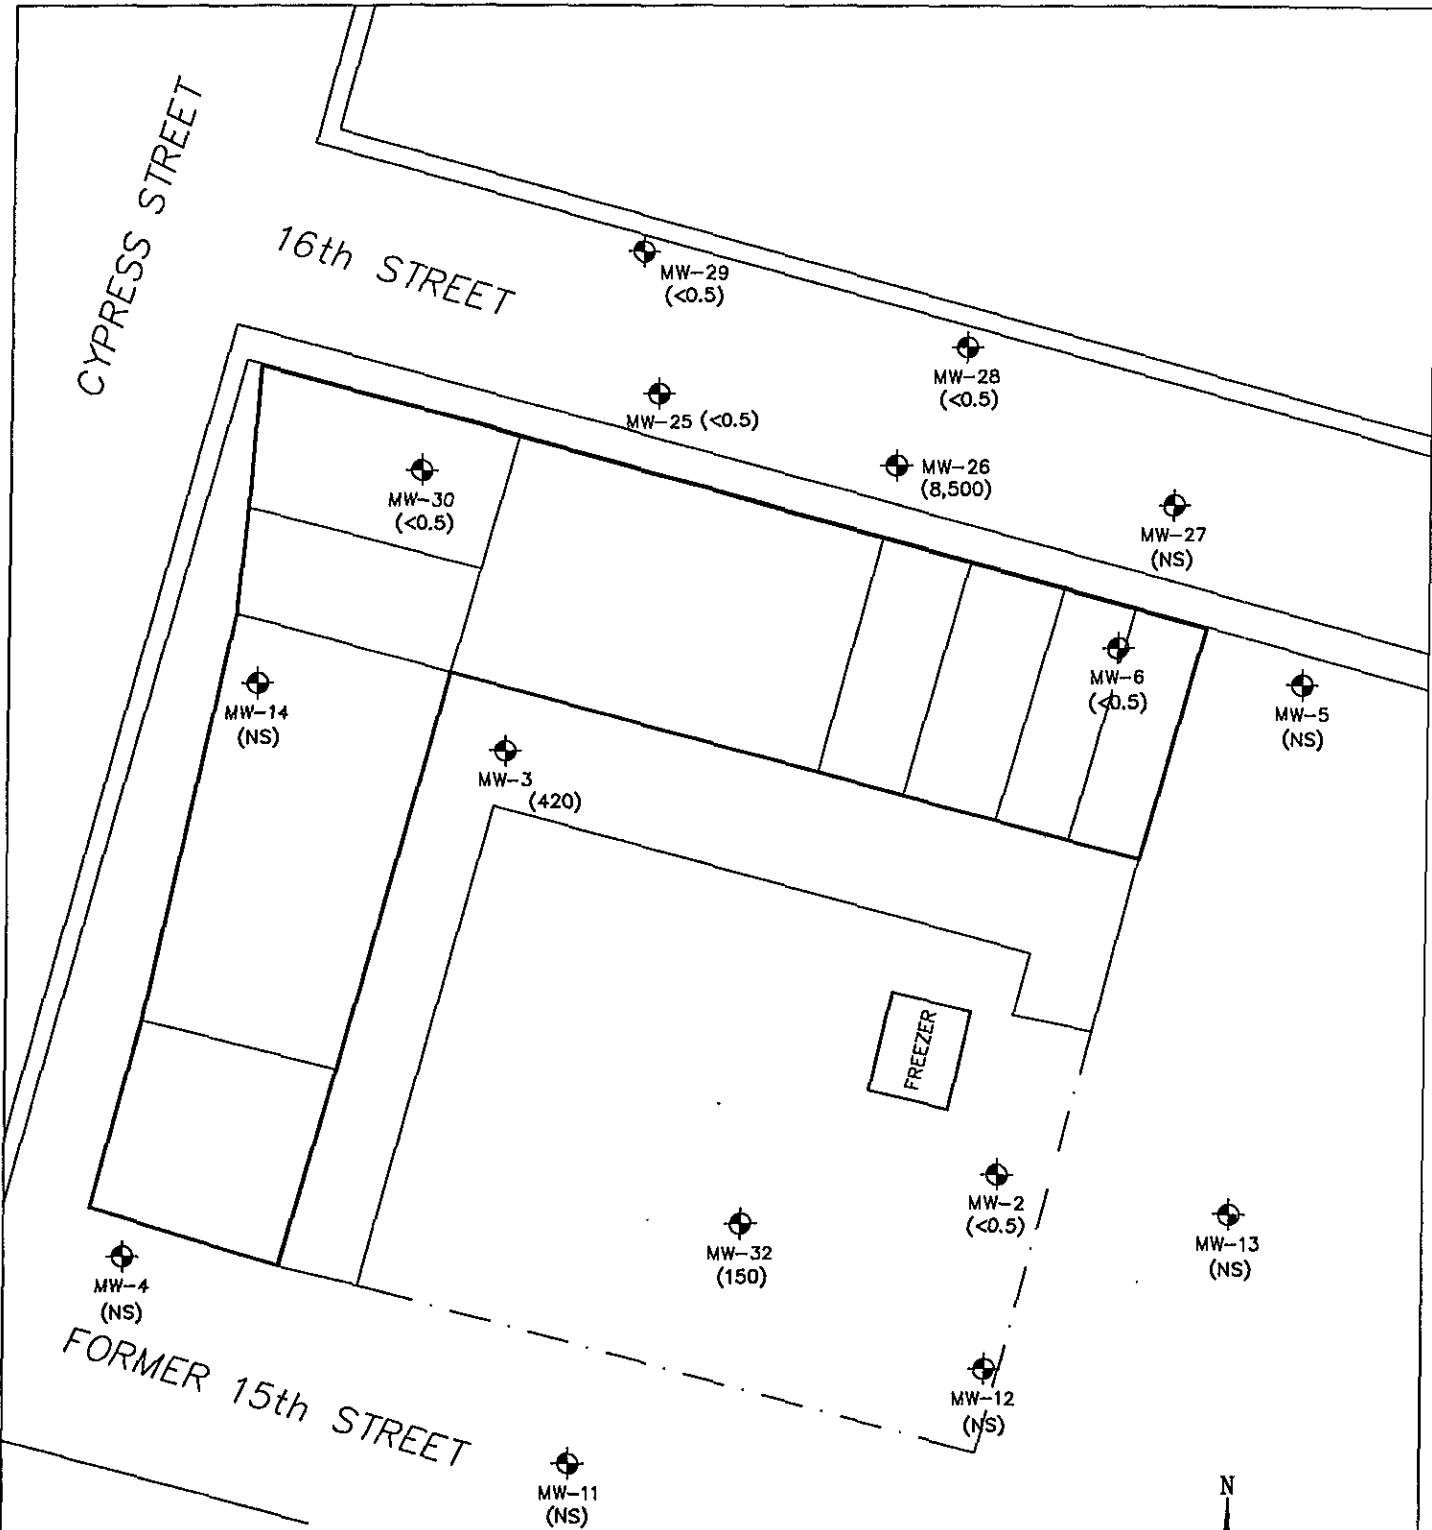 CYPRESS STREET
16th STREET
MW-29
(<0.5)
MW-28
(<0.5)
MW-25 (<0.5)
MW-26
(8,500)
MW-30
(<0.5)
MW-27
(NS)
MW-6
(<0.5)
MW-14
(NS)
MW-5
(NS)
MW-3
(420)
FREEZER
MW-2
(<0.5)
MW-32
(150)
MW-13
(NS)
MW-4
(NS)
FORMER 15th STREET
MW-12
(NS)
MW-11
(NS)
N